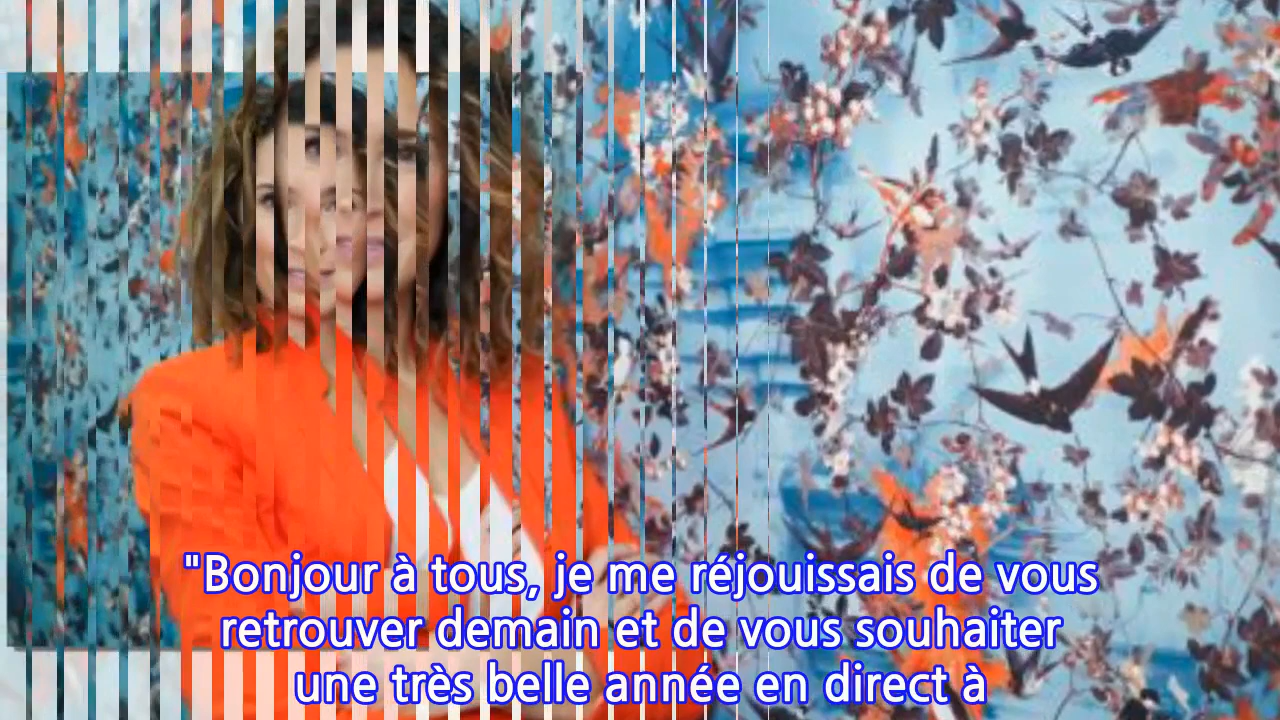 "Bonjour à tous, je me réjouissais de vous
retrouver demain et de vous souhaiter
une très belle année en direct à